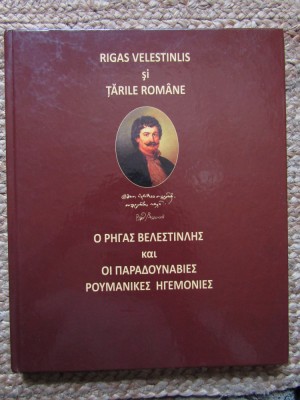 RIGAS VELESTINLIS
și
ȚĂRILE ROMÂNE
Ο ΡΗΓΑΣ ΒΕΛΕΣΤΙΝΛΗΣ
και
ΟΙ ΠΑΡΑΔΟΥΝΑΒΙΕΣ
ΡΟΥΜΑΝΙΚΕΣ ΗΓΕΜΟΝΙΕΣ